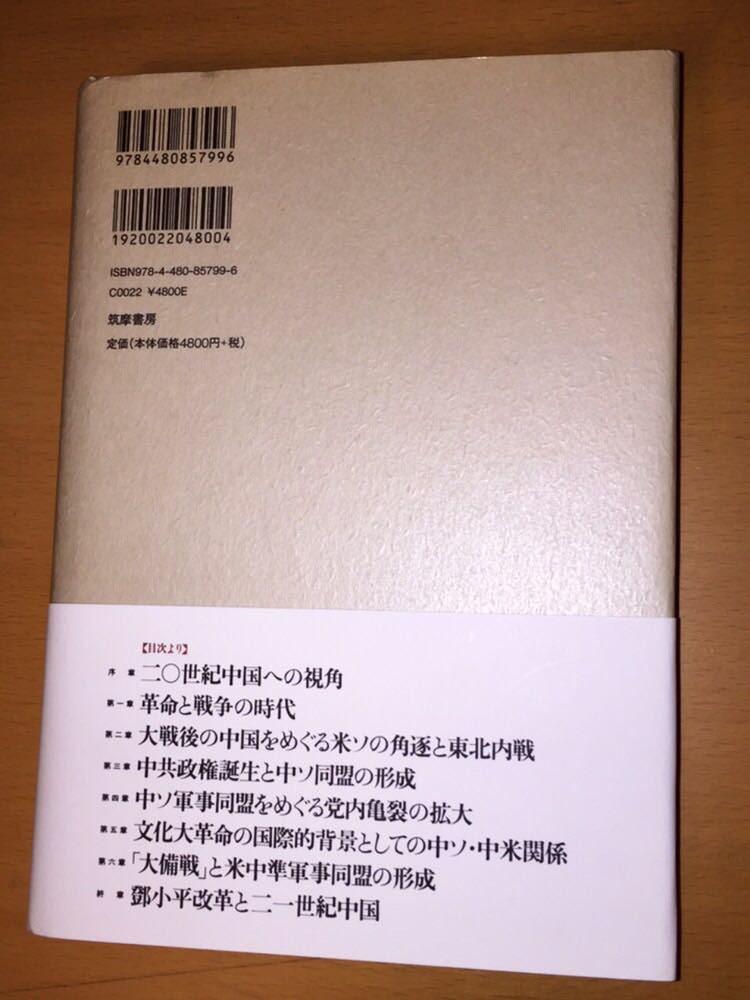 9784480857996
1920022048004
ISBN978-4-480-85799-6
C0022 ¥4800E
筑摩書房
定価(本体価格4800円+税)
【目次より】
序章 二〇世紀中国への視角
第一章 革命と戦争の時代
第二章 大戦後の中国をめぐる米ソの角逐と東北内戦
第三章 中共政権誕生と中ソ同盟の形成
第四章 中ソ軍事同盟をめぐる党内亀裂の拡大
第五章 文化大革命の国際的背景としての中ソ・中米関係
第六章 「大備戦」と米中準軍事同盟の形成
終章 鄧小平改革と二一世紀中国